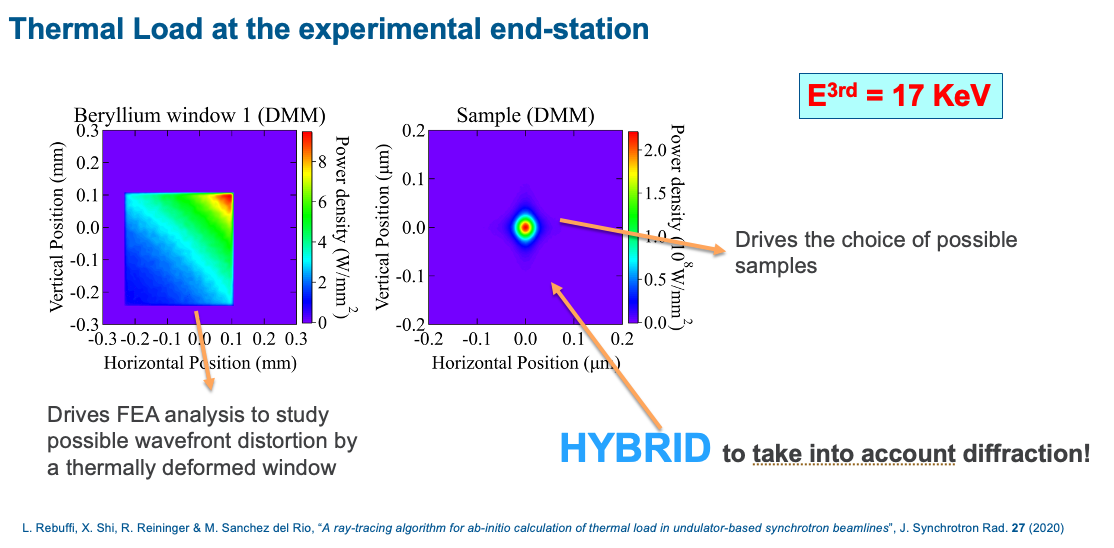 Thermal Load at the experimental end-station
E3rd = 17 KeV
Beryllium window 1 (DMM)
0.3
0.2
0.1
0.0
-0.1
-0.2
-0.3
Vertical Position (mm)
-0.3 -0.2 -0.1 0.0 0.1 0.2 0.3
Horizontal Position (mm)
8
6
4
2
0
Power density (W/mm2)
Sample (DMM)
0.2
0.1
0.0
-0.1
-0.2
Vertical Position (μm)
-0.2 -0.1 0.0 0.1 0.2
Horizontal Position (μm)
2.0
1.5
1.0
0.5
0.0
Power density (108 W/mm2)
Drives the choice of possible
samples
Drives FEA analysis to study
possible wavefront distortion by
a thermally deformed window
HYBRID to take into account diffraction!
L. Rebuffi, X. Shi, R. Reininger & M. Sanchez del Rio, “A ray-tracing algorithm for ab-initio calculation of thermal load in undulator-based synchrotron beamlines”, J. Synchrotron Rad. 27 (2020)